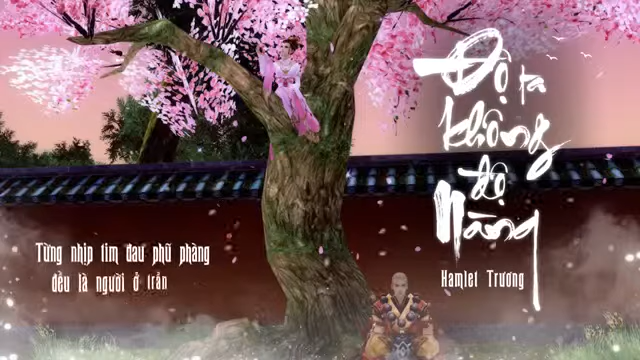 Độ ta
không
độ
Nàng
Hamlet Trương
Từng nhịp tim đau phũ phàng
đều là người ở trần